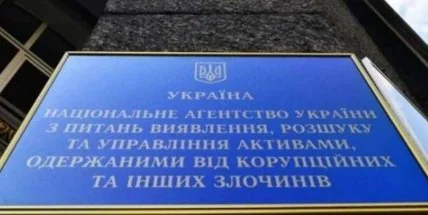 УКРАЇНА
НАЦІОНАЛЬНЕ АГЕНТСТВО УКРАЇНИ
З ПИТАНЬ ВИЯВЛЕННЯ, РОЗШУКУ
ТА УПРАВЛІННЯ АКТИВАМИ,
ОДЕРЖАНИМИ ВІД КОРУПЦІЙНИХ
ТА ІНШИХ ЗЛОЧИНІВ